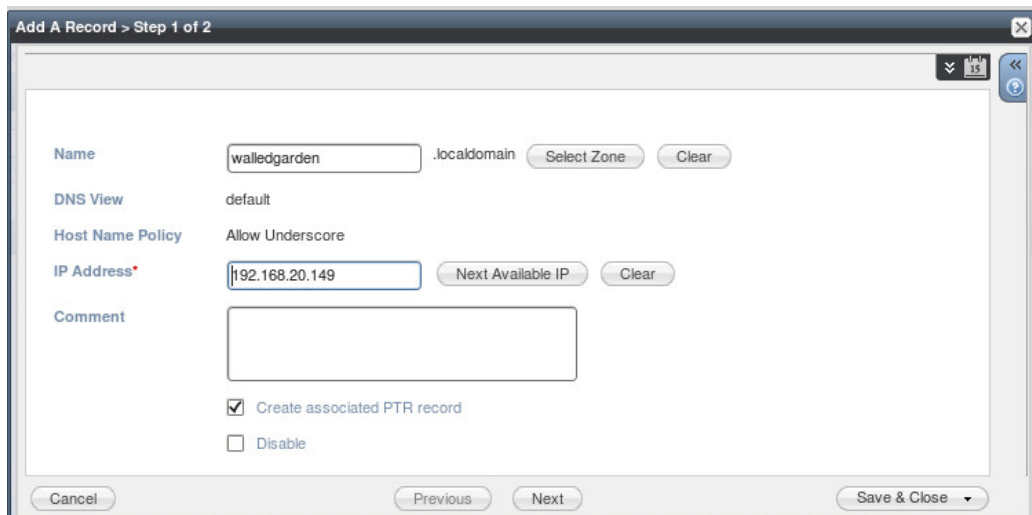 Add A Record > Step 1 of 2
15
Name walledgarden .localdomain Select Zone Clear
DNS View default
Host Name Policy Allow Underscore
IP Address* 192.168.20.149 Next Available IP Clear
Comment
Create associated PTR record
Disable
Cancel Previous Next Save & Close